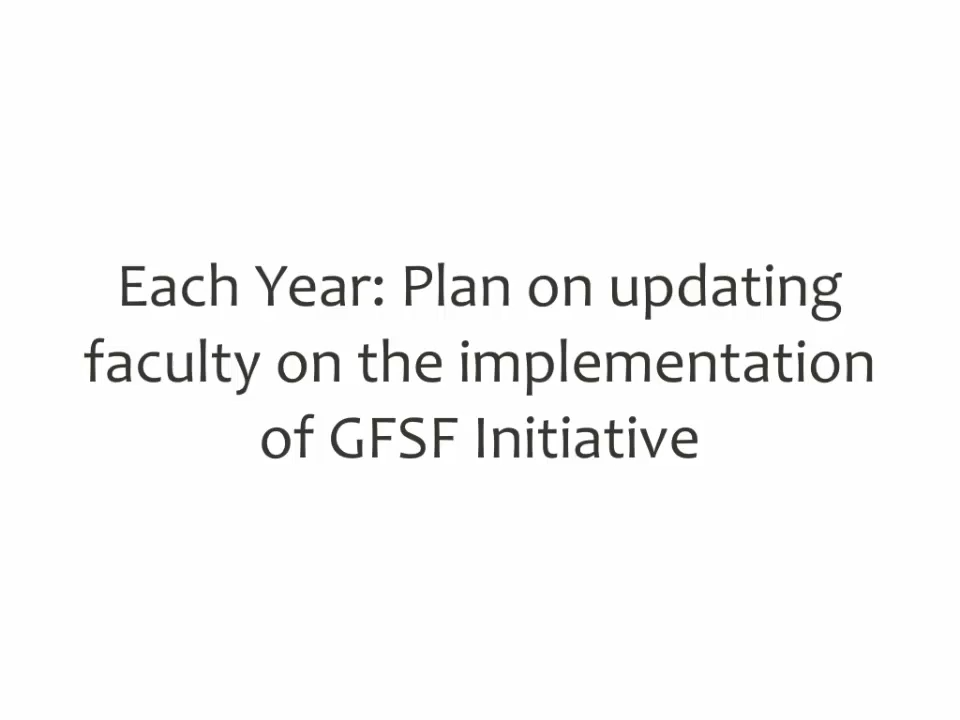 Each Year: Plan on updating
faculty on the implementation
of GFSF Initiative